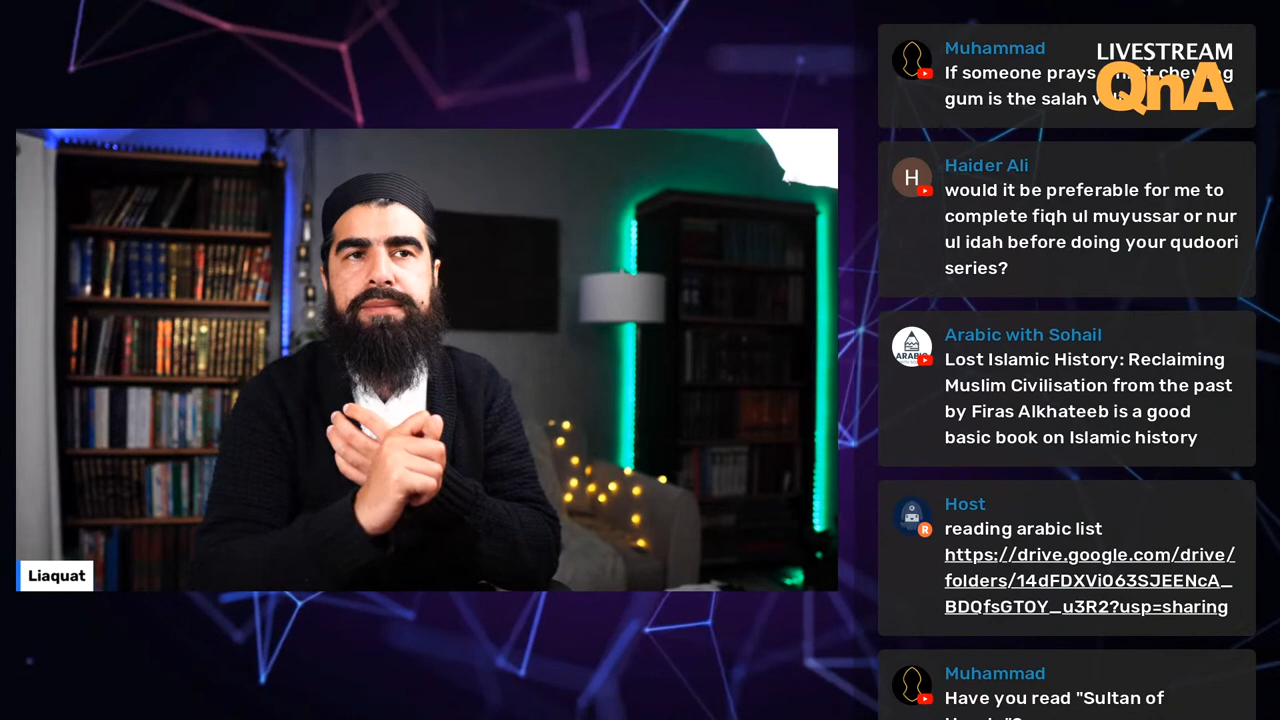 LIVESTREAM
QnA
Muhammad
If someone prays
gum is the salah
H
Haider Ali
would it be preferable for me to
complete fiqh ul muyussar or nur
ul idah before doing your qudoori
series?
ARABIC
Arabic with Sohail
Lost Islamic History: Reclaiming
Muslim Civilisation from the past
by Firas Alkhateeb is a good
basic book on Islamic history
R
Host
reading arabic list
https://drive.google.com/drive/
folders/14dFDXVi063SJEENcA_
BDQfsGTOY_u3R2?usp=sharing
Muhammad
Have you read "Sultan of
Liaquat